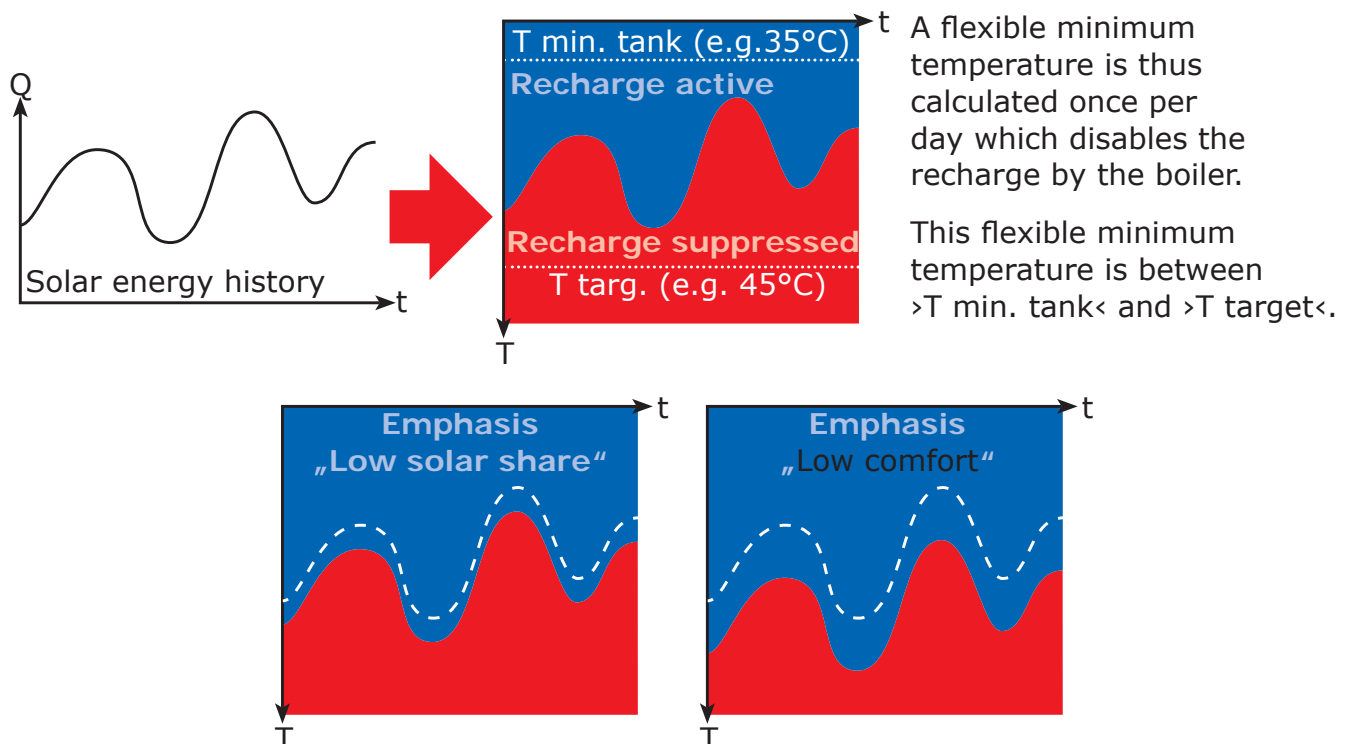 Q
Solar energy history
t
t
T min. tank (e.g.35°C)
Recharge active
Recharge suppressed
T targ. (e.g. 45°C)
T
A flexible minimum
temperature is thus
calculated once per
day which disables the
recharge by the boiler.
This flexible minimum
temperature is between
›T min. tank‹ and ›T target‹.
t
Emphasis
„Low solar share“
T
t
Emphasis
„Low comfort“
T